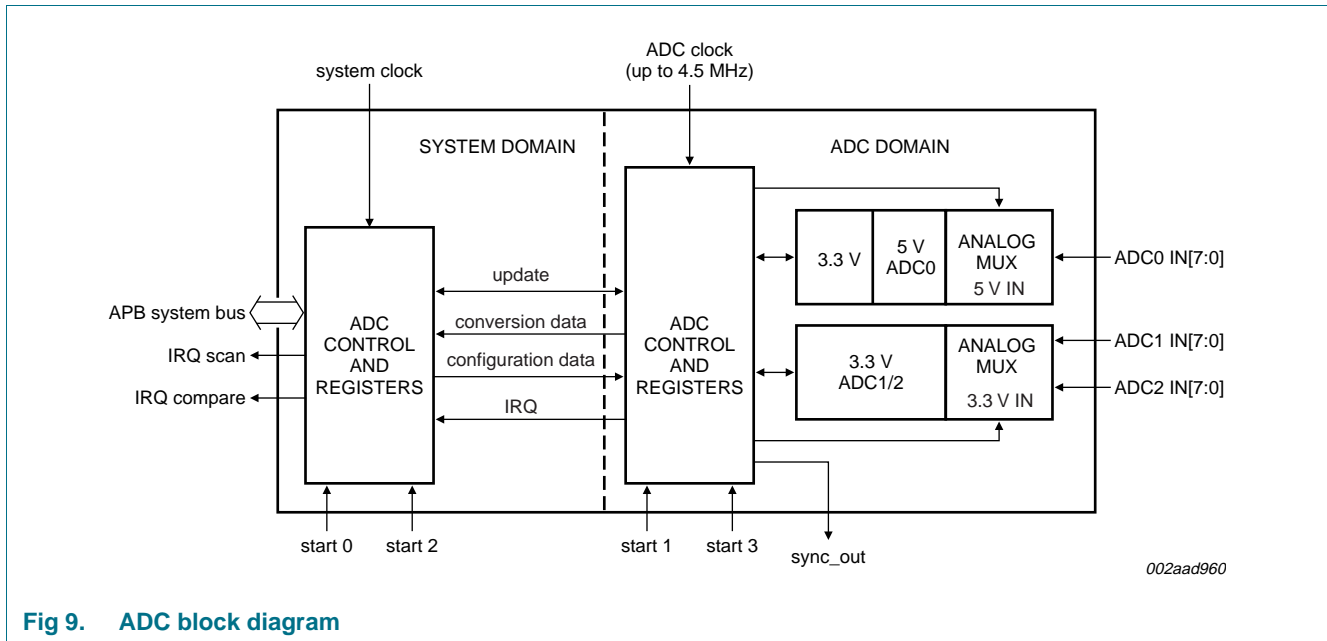 ADC clock
(up to 4.5 MHz)
system clock
SYSTEM DOMAIN
ADC DOMAIN
APB system bus
IRQ scan
IRQ compare
ADC
CONTROL
AND
REGISTERS
update
conversion data
configuration data
IRQ
ADC
CONTROL
AND
REGISTERS
3.3 V
5 V
ADC0
ANALOG
MUX
5 V IN
ADC0 IN[7:0]
3.3 V
ADC1/2
ANALOG
MUX
3.3 V IN
ADC1 IN[7:0]
ADC2 IN[7:0]
start 0
start 2
start 1
start 3
sync_out
002aad960
Fig 9. ADC block diagram